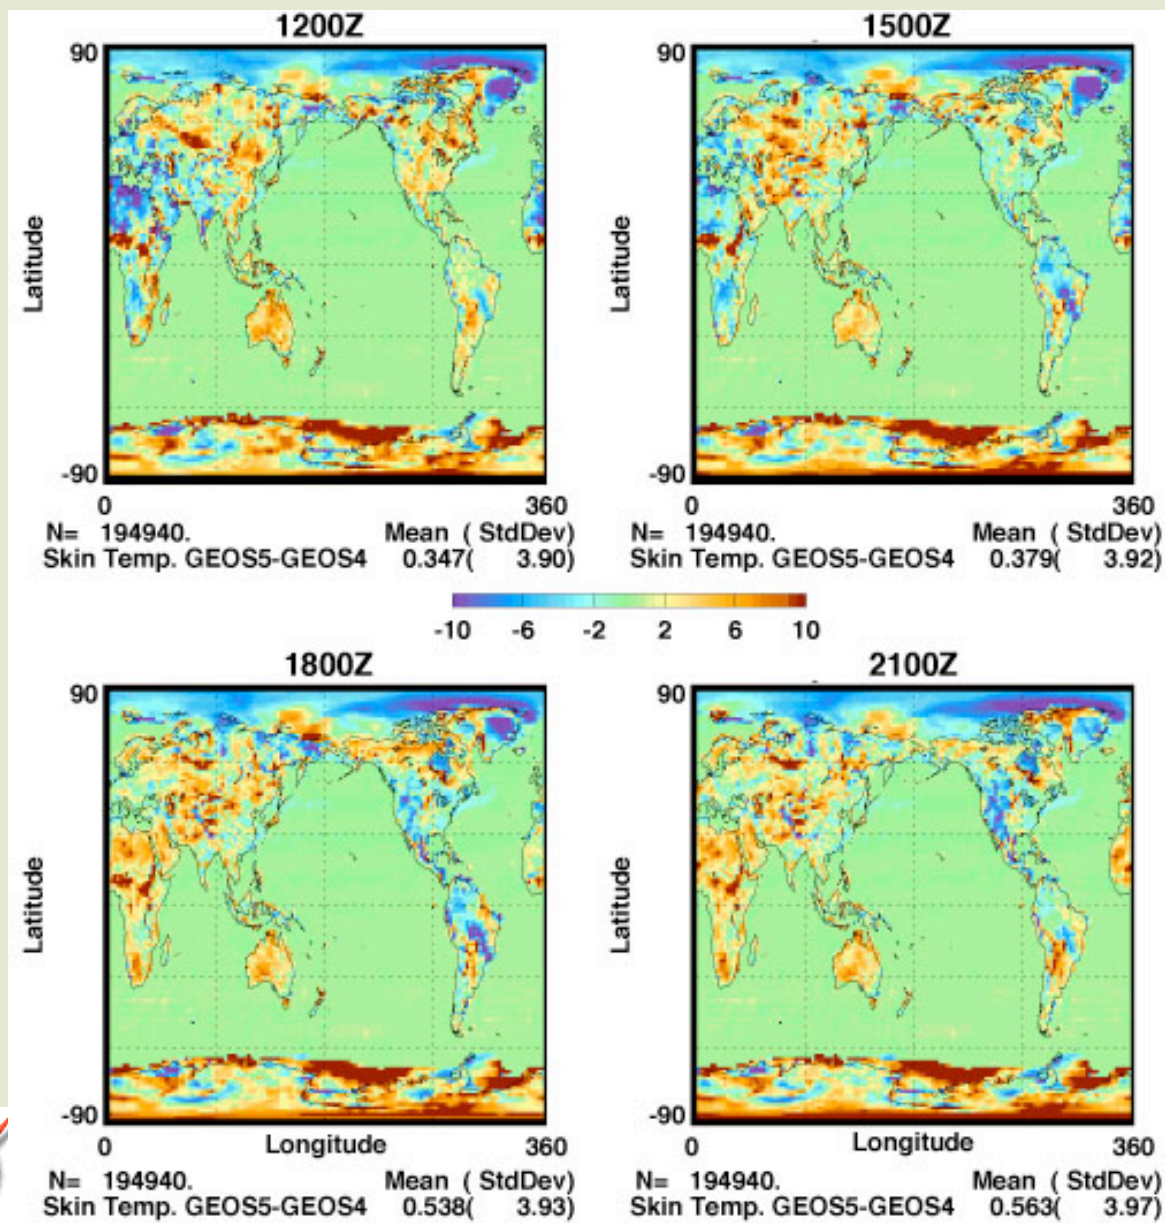 1200Z
1500Z
90
90
Latitude
Latitude
-90
-90
0
360
0
360
N= 194940.
Mean ( StdDev)
Skin Temp. GEOS5-GEOS4
0.347( 3.90)
N= 194940.
Mean ( StdDev)
Skin Temp. GEOS5-GEOS4
0.379( 3.92)
-10 -6 -2 2 6 10
1800Z
2100Z
90
90
Latitude
Latitude
-90
-90
0
Longitude
360
0
Longitude
360
N= 194940.
Mean ( StdDev)
Skin Temp. GEOS5-GEOS4
0.538( 3.93)
N= 194940.
Mean ( StdDev)
Skin Temp. GEOS5-GEOS4
0.563( 3.97)